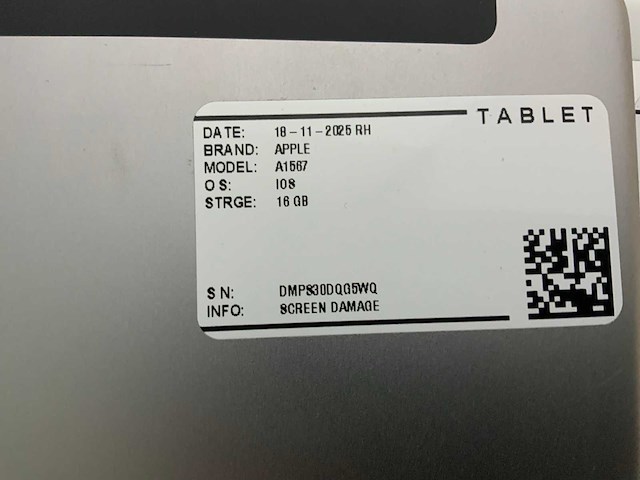 TABLET
DATE: 18-11-2025 RH
BRAND: APPLE
MODEL: A1567
OS: IOS
STRGE: 16 GB
SN: DMPS30DQG5WQ
INFO: SCREEN DAMAGE